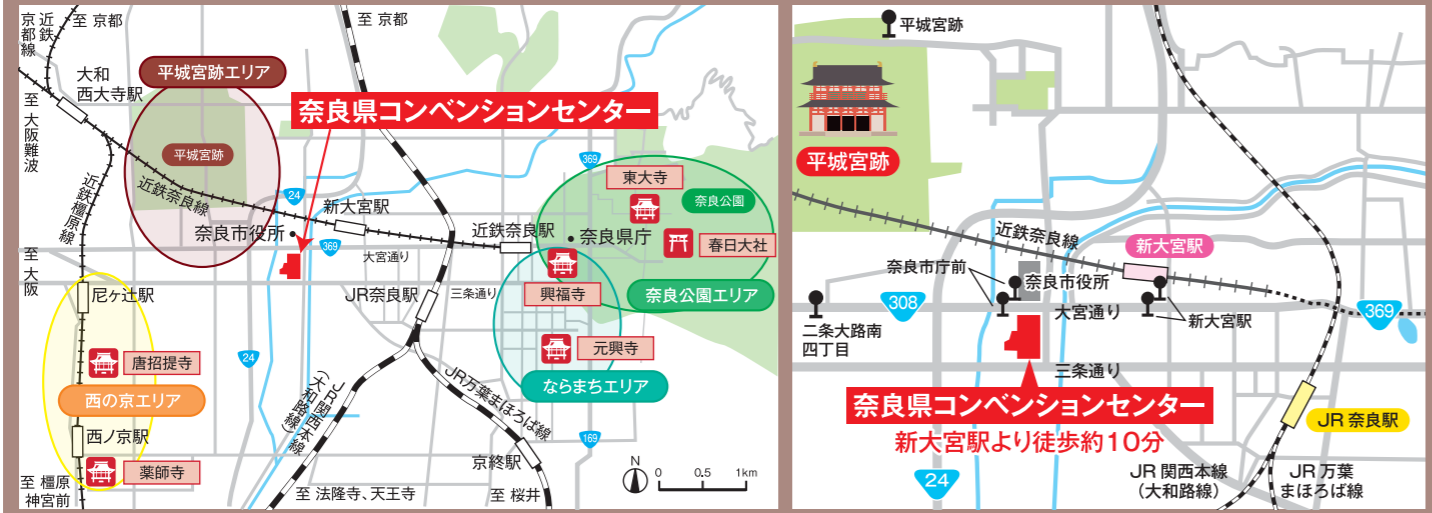 近鉄
京都線
至 京都
至 京都
大和
西大寺駅
平城宮跡エリア
奈良県コンベンションセンター
至 大阪難波
平城宮跡
近鉄奈良線
近鉄橿原線
24
新大宮駅
奈良市役所
369
大宮通り
近鉄奈良駅
369
東大寺
奈良公園
奈良県庁
春日大社
興福寺
奈良公園エリア
至 大阪
尼ヶ辻駅
JR奈良駅
三条通り
元興寺
ならまちエリア
24
唐招提寺
西の京エリア
JR関西本線
(大和路線)
JR万葉まほろば線
西ノ京駅
薬師寺
169
京終駅
至 橿原
神宮前
至 法隆寺、天王寺
至 桜井
N
0 0.5 1km
平城宮跡
平城宮跡
近鉄奈良線
新大宮駅
奈良市庁前
奈良市役所
308
大宮通り
新大宮駅
369
二条大路南
四丁目
三条通り
奈良県コンベンションセンター
新大宮駅より徒歩約10分
JR 奈良駅
24
JR 関西本線
(大和路線)
JR 万葉
まほろば線